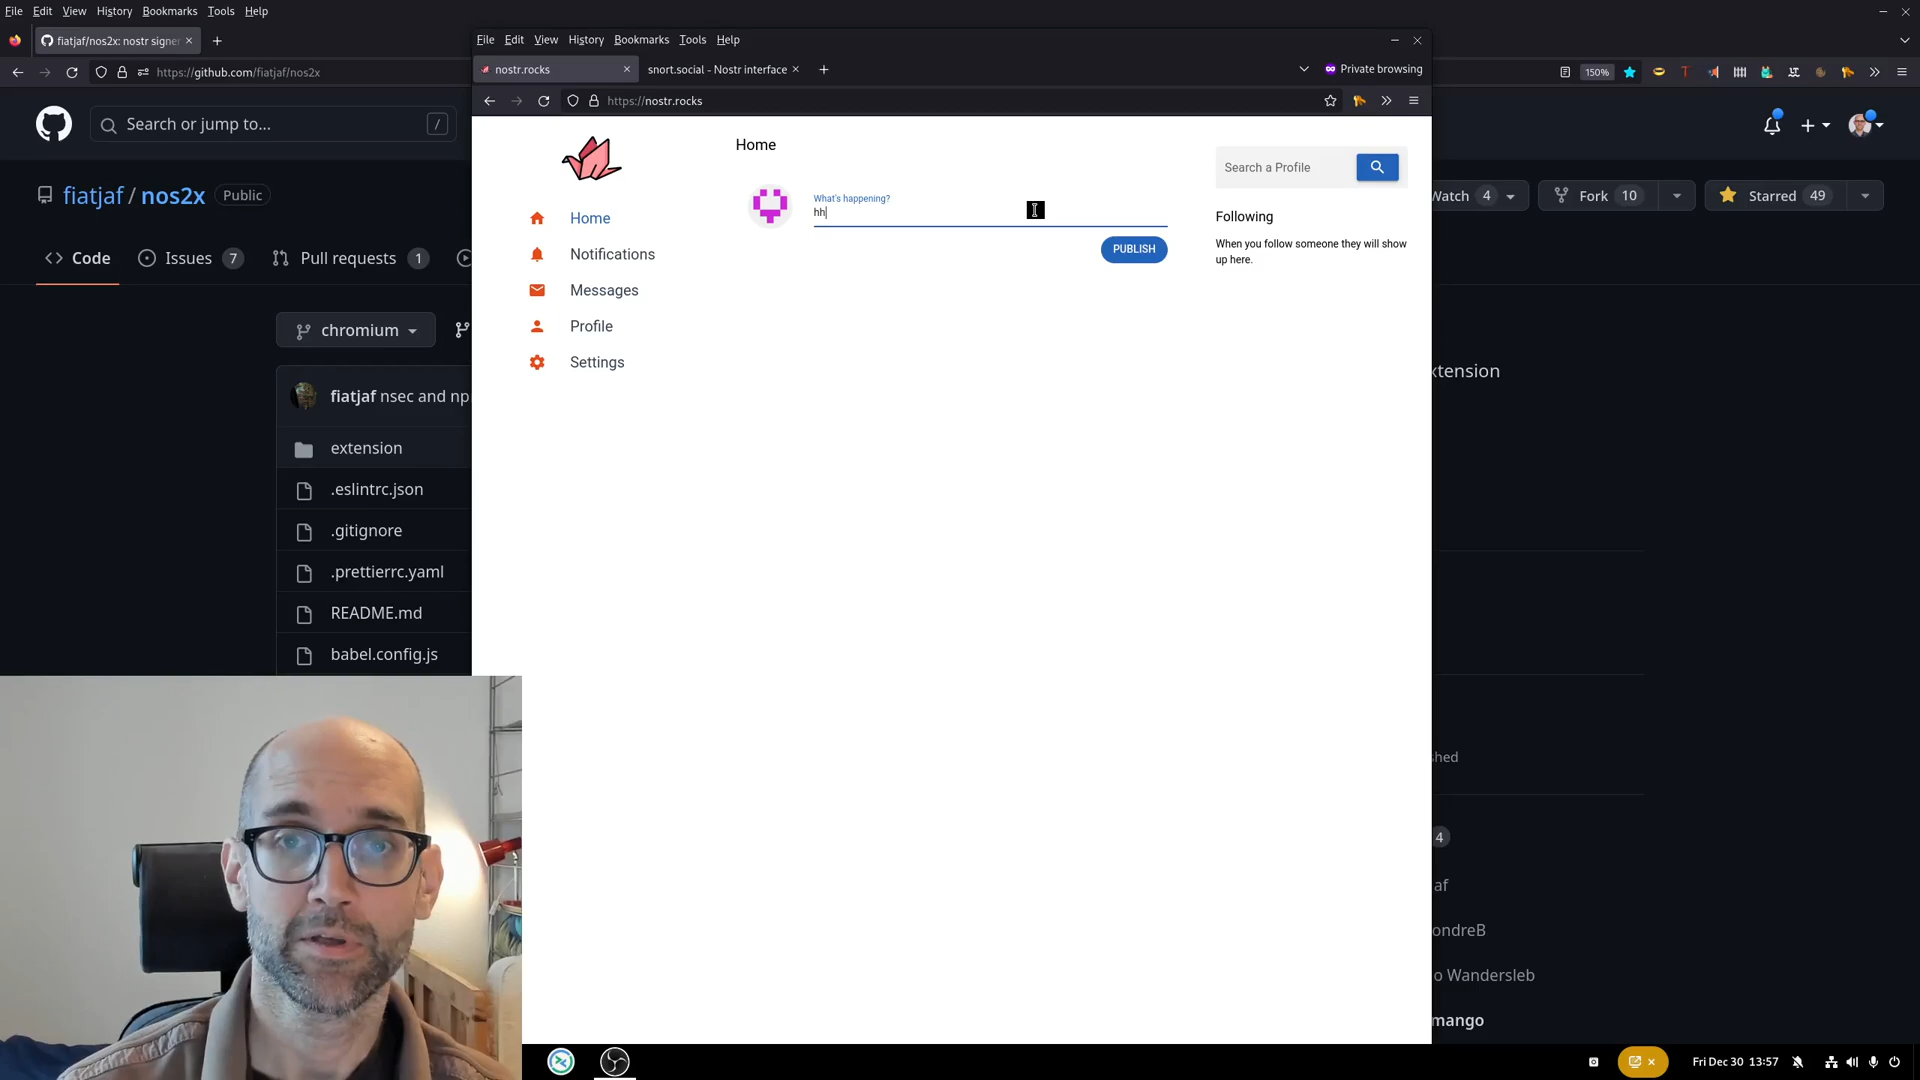 File Edit View History Bookmarks Tools Help
fiatjaf/nos2x: nostr signe
https://github.com/fiatjaf/nos2x
150%
Search or jump to... /
fiatjaf / nos2x Public
Watch 4 Fork 10 Starred 49
Code Issues 7 Pull requests 1
chromium
fiatjaf nsec and np
extension
.eslintrc.json
.gitignore
.prettierrc.yaml
README.md
babel.config.js
File Edit View History Bookmarks Tools Help
nostr.rocks snort.social - Nostr interface Private browsing
https://nostr.rocks
Home
Notifications
Messages
Profile
Settings
Home
What's happening?
hh
PUBLISH
Search a Profile
Following
When you follow someone they will show
up here.
xtension
shed
4
af
ondreB
o Wandersleb
mango
Fri Dec 30 13:57